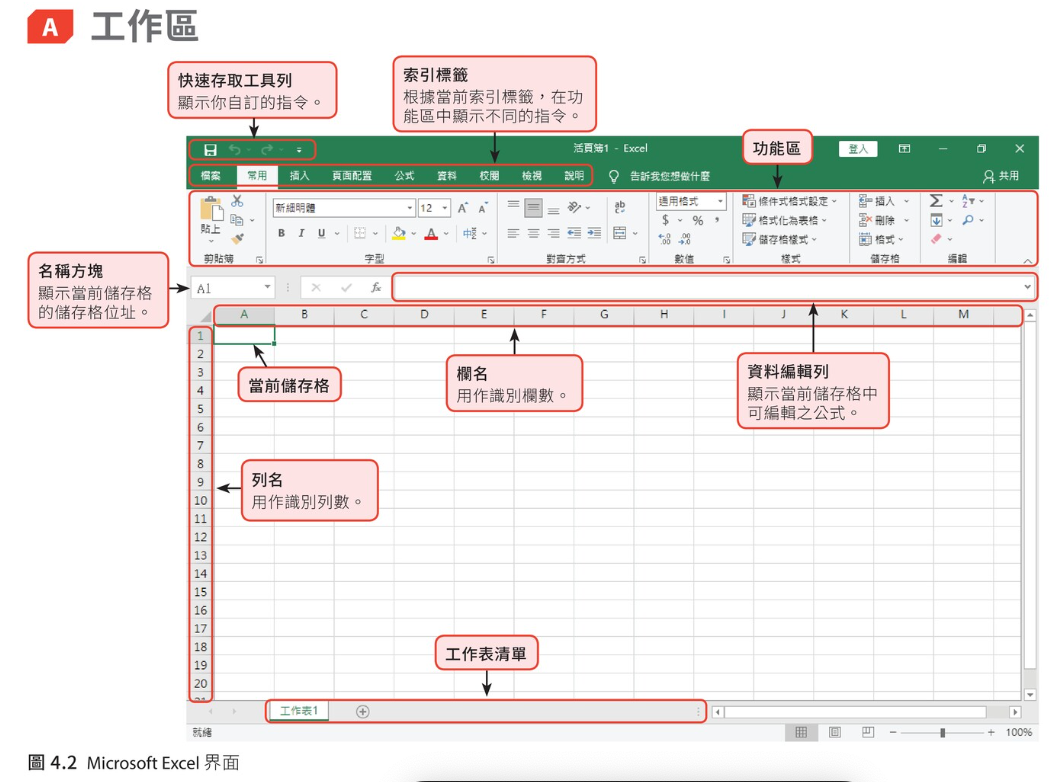 A 工作區
快速存取工具列
顯示你自訂的指令。
索引標籤
根據當前索引標籤，在功
能區中顯示不同的指令。
功能區
活頁簿1 - Excel
登入
檔案 常用 插入 頁面配置 公式 資料 校閱 檢視 說明 告訴我您想做什麼 共用
貼上
新細明體 12
B I U
通用格式
$ % ,
條件式格式設定
格式化為表格
儲存格樣式
插入
刪除
格式
剪貼簿 字型 對齊方式 數值 樣式 儲存格 編輯
名稱方塊
顯示當前儲存格
的儲存格位址。
A1 fx
A B C D E F G H I J K L M
1
2
3
4
5
6
7
8
9
10
11
12
13
14
15
16
17
18
19
20
21
當前儲存格
欄名
用作識別欄數。
資料編輯列
顯示當前儲存格中
可編輯之公式。
列名
用作識別列數。
工作表清單
工作表1
就緒 100%
圖 4.2 Microsoft Excel 界面